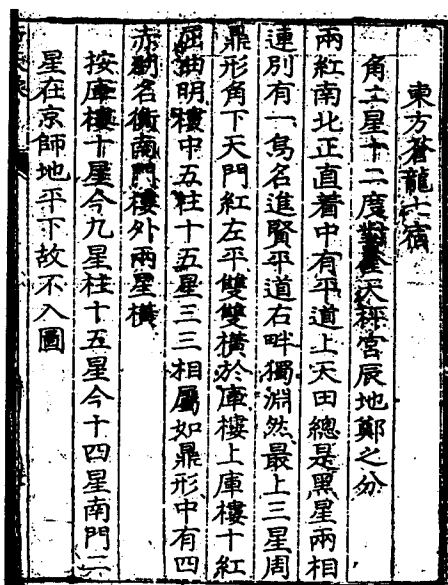 東方蒼龍七宿
角二星十二度 天秤宮辰地鄭之分
兩紅南北正直着中有平道上天田總是黑星兩相
連別有一烏名進賢平道右畔獨淵然最上三星周
鼎形角下天門紅左平雙雙橫於庫樓上庫樓十紅
屈曲明樓中五柱十五星三三相屬如鼎形中有四
赤别名衡南門樓外兩星橫
按庫樓十星今九星柱十五星今十四星南門二
星在京師地平下故不入圖